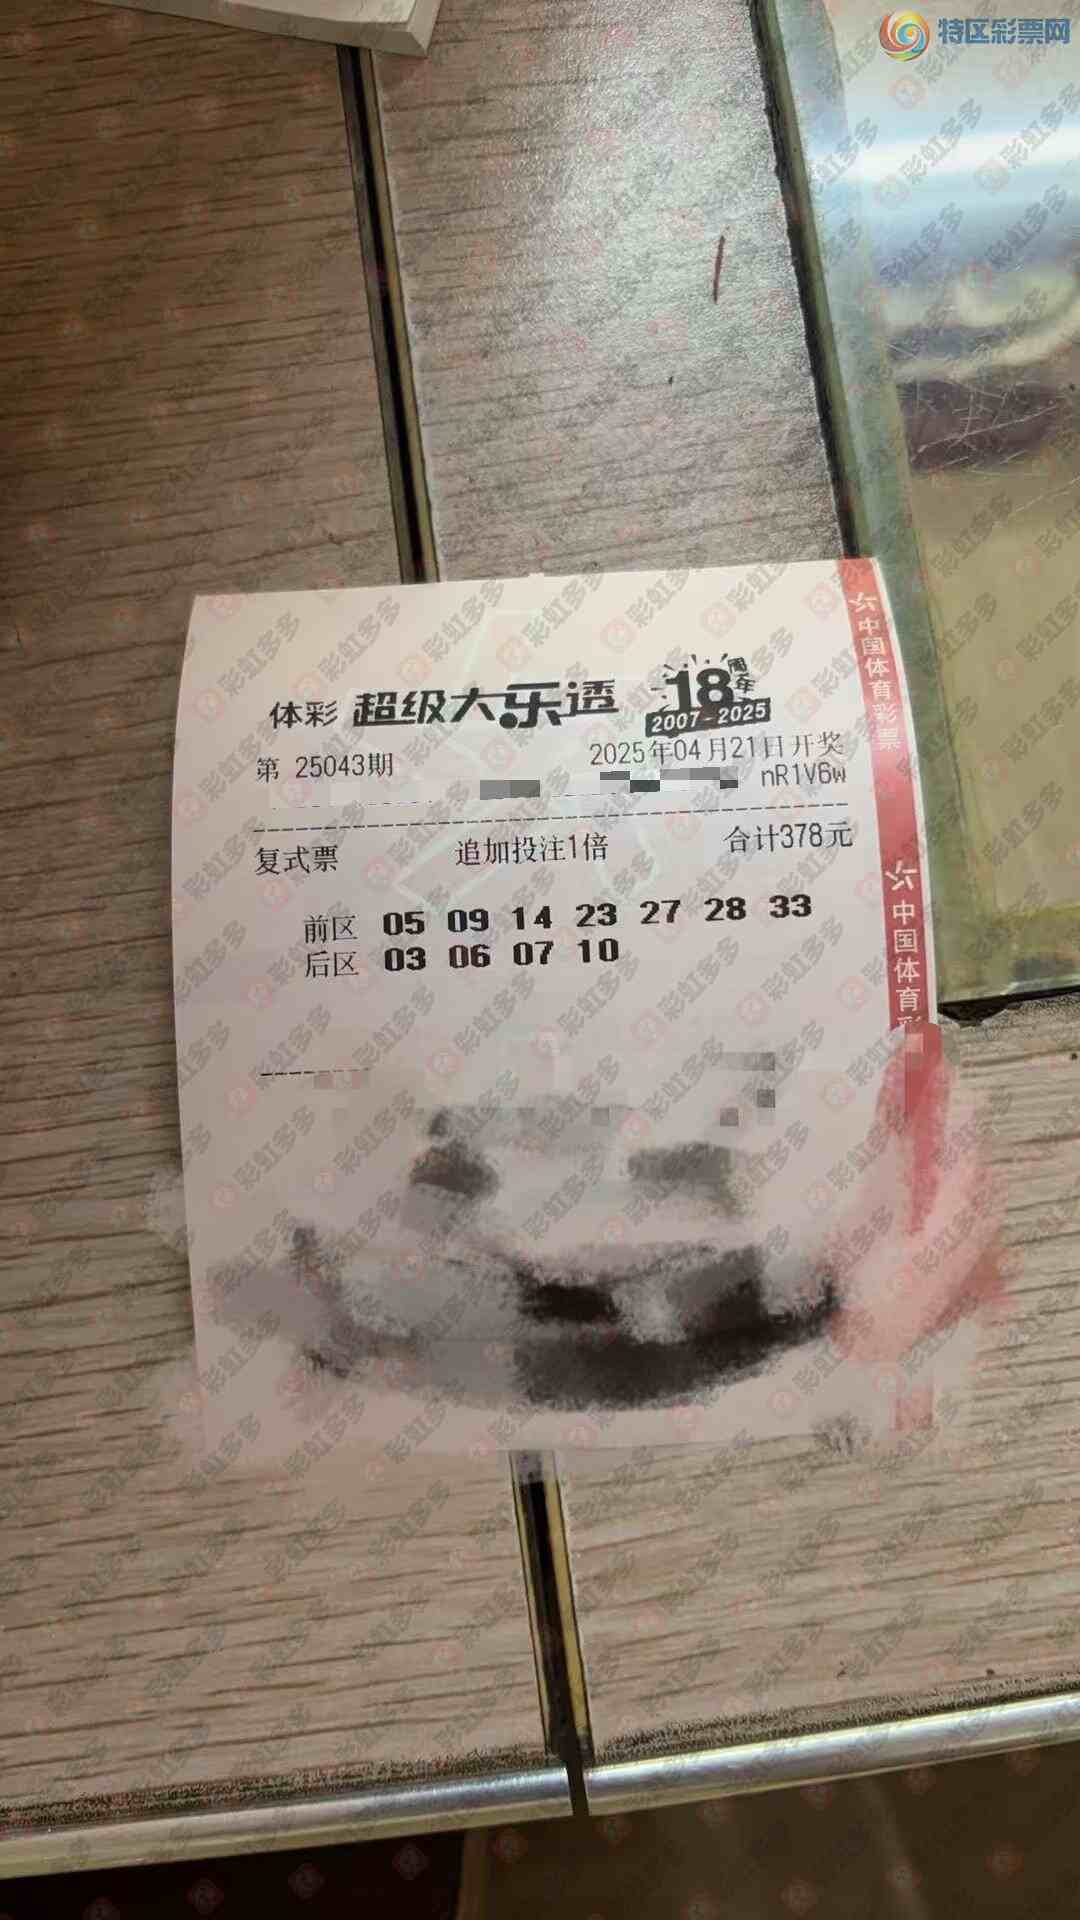 特区彩票网
体彩 超级大乐透 18周年
2007-2025
第 25043期 2025年04月21日开奖
nR1V6w
复式票 追加投注1倍 合计378元
前区 05 09 14 23 27 28 33
后区 03 06 07 10
中国体育彩票
中国体育彩
彩虹多多